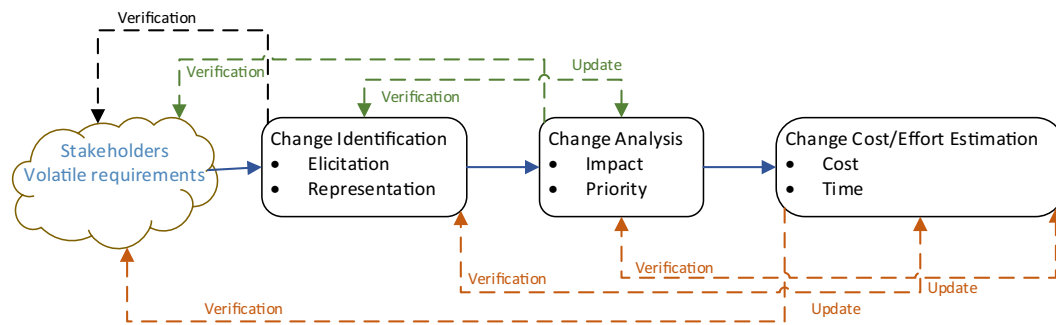 Verification
Verification
Update
Verification
Stakeholders
Volatile requirements
Change Identification
• Elicitation
• Representation
Change Analysis
• Impact
• Priority
Change Cost/Effort Estimation
• Cost
• Time
Verification
Verification
Update
Verification
Update